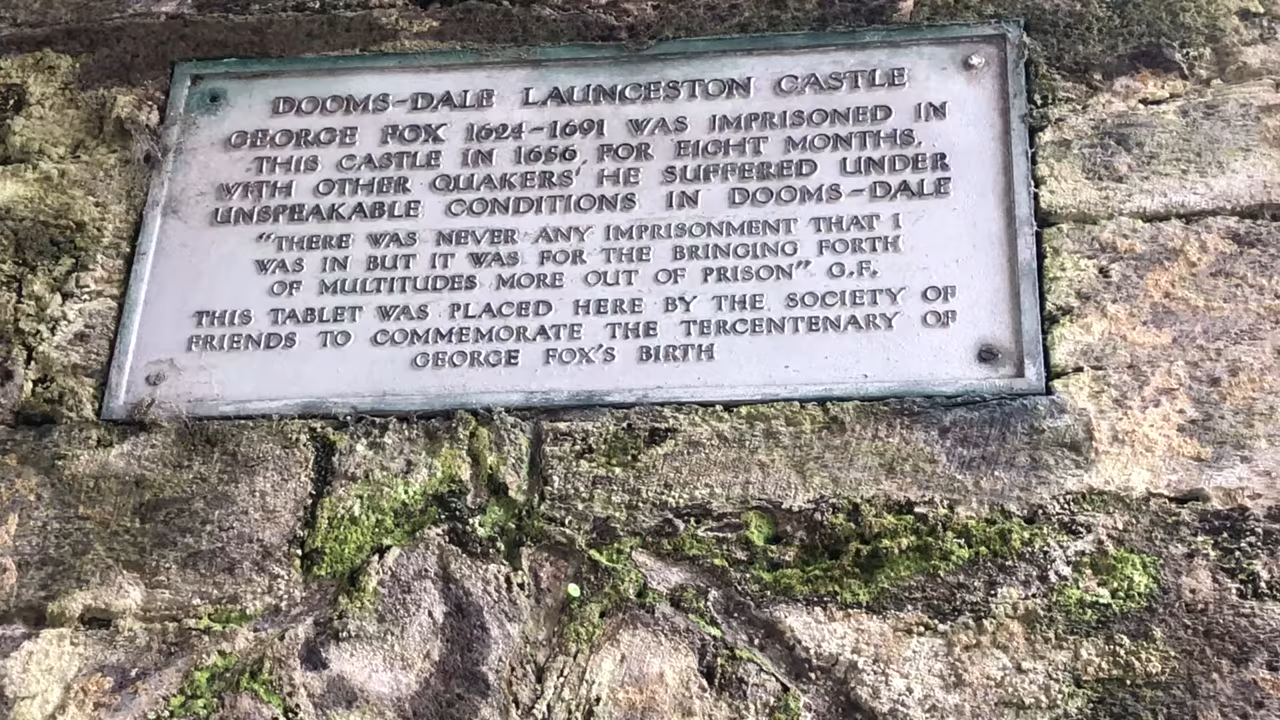 DOOMS-DALE LAUNCESTON CASTLE
GEORGE FOX 1624-1691 WAS IMPRISONED IN
THIS CASTLE IN 1656, FOR EIGHT MONTHS.
WITH OTHER QUAKERS' HE SUFFERED UNDER
UNSPEAKABLE CONDITIONS IN DOOMS-DALE
"THERE WAS NEVER ANY IMPRISONMENT THAT I
WAS IN BUT IT WAS FOR THE BRINGING FORTH
OF MULTITUDES MORE OUT OF PRISON" G.F.
THIS TABLET WAS PLACED HERE BY THE SOCIETY OF
FRIENDS TO COMMEMORATE THE TERCENTENARY OF
GEORGE FOX'S BIRTH